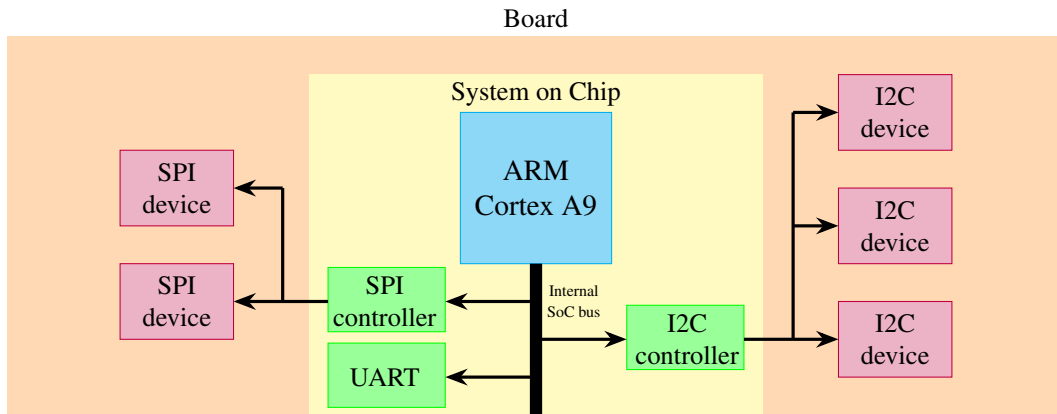 Board
System on Chip
ARM
Cortex A9
SPI
device
SPI
device
SPI
controller
UART
Internal
SoC bus
I2C
controller
I2C
device
I2C
device
I2C
device